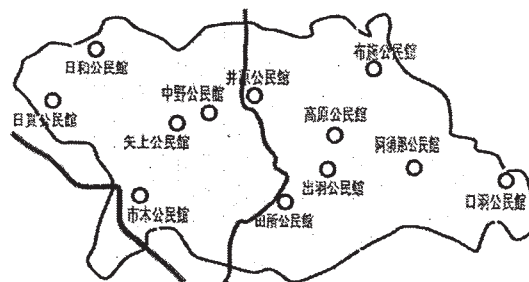 日和公民館
布施公民館
井原公民館
中野公民館
日貫公民館
高原公民館
矢上公民館
阿須那公民館
出羽公民館
口羽公民館
市木公民館
田所公民館